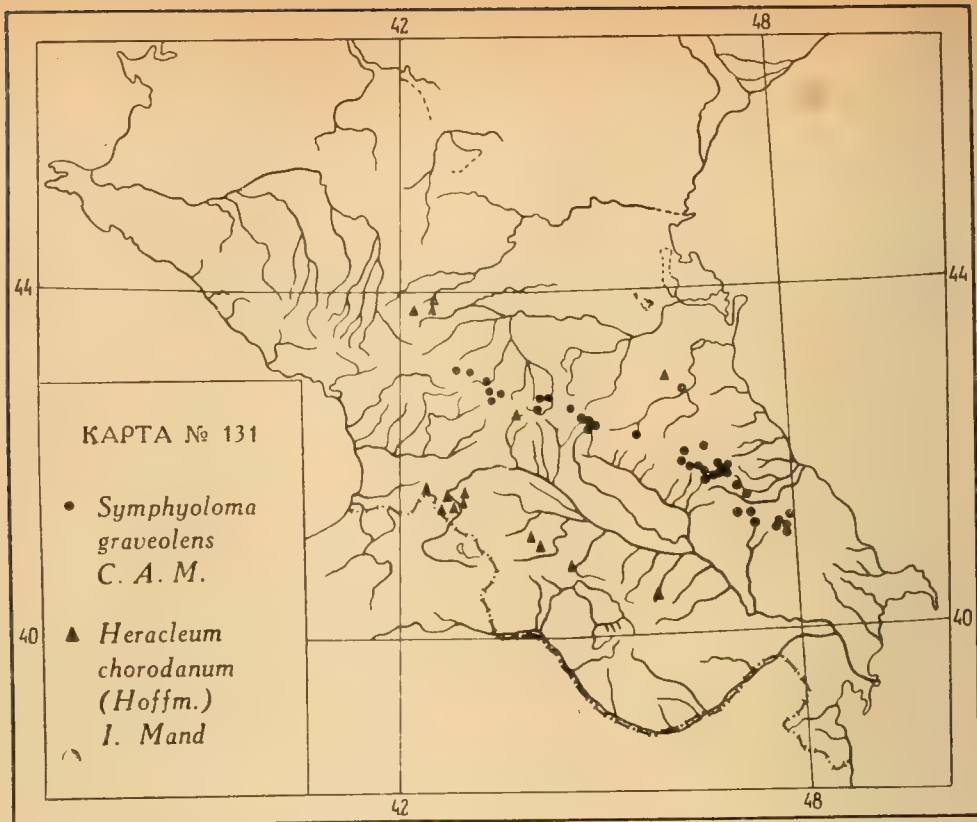 42 48
44 44
КАРТА № 131
Symphyoloma
graveolens
C. A. M.
40 40
Heracleum
chorodanum
(Hoffm.)
I. Mand
42 48